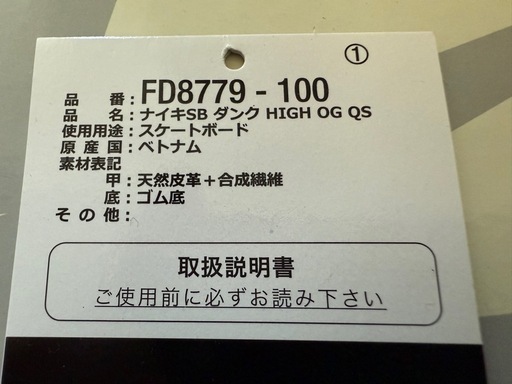 ①
品番：FD8779 - 100
品名：ナイキSB ダンク HIGH OG QS
使用用途：スケートボード
原産国：ベトナム
素材表記
甲：天然皮革＋合成繊維
底：ゴム底
その他：
取扱説明書
ご使用前に必ずお読み下さい